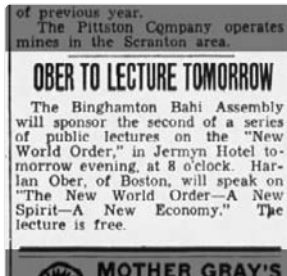 of previous year.
The Pittston Company operates
mines in the Scranton area.
OBER TO LECTURE TOMORROW
The Binghamton Bahi Assembly
will sponsor the second of a series
of public lectures on the "New
World Order," in Jermyn Hotel to-
morrow evening, at 8 o'clock. Har-
lan Ober, of Boston, will speak on
"The New World Order—A New
Spirit—A New Economy." The
lecture is free.
MOTHER GRAY'S